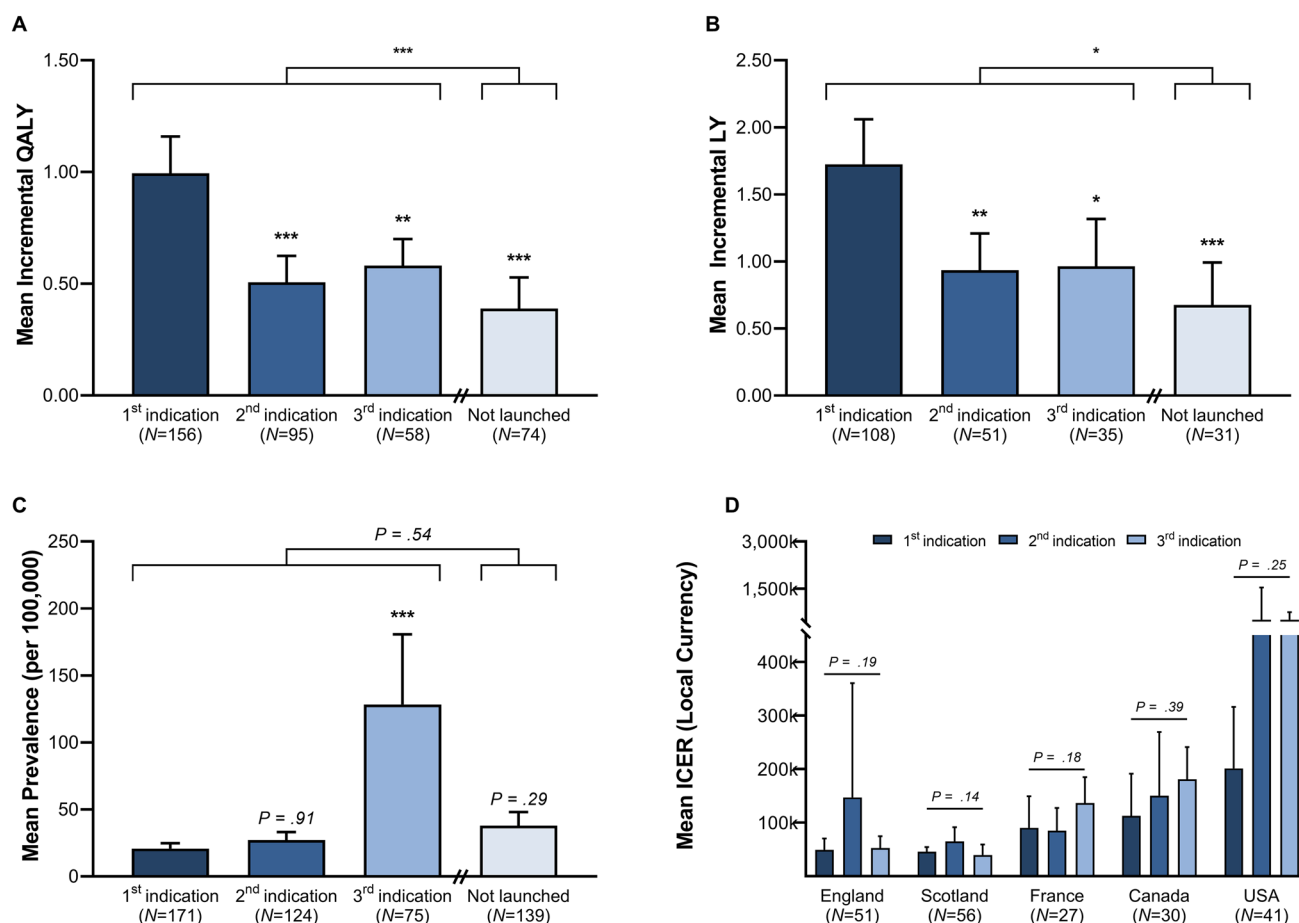 A
Mean Incremental QALY
1.50
1.00
0.50
0.00
***
***
**
***
1st indication
(N=156)
2nd indication
(N=95)
3rd indication
(N=58)
Not launched
(N=74)
B
Mean Incremental LY
2.50
2.00
1.50
1.00
0.50
0.00
*
**
*
***
1st indication
(N=108)
2nd indication
(N=51)
3rd indication
(N=35)
Not launched
(N=31)
C
Mean Prevalence (per 100,000)
250
200
150
100
50
0
P = .54
P = .91
***
P = .29
1st indication
(N=171)
2nd indication
(N=124)
3rd indication
(N=75)
Not launched
(N=139)
D
Mean ICER (Local Currency)
1st indication
2nd indication
3rd indication
3,000k
1,500k
400k
300k
200k
100k
P = .19
P = .14
P = .18
P = .39
P = .25
England
(N=51)
Scotland
(N=56)
France
(N=27)
Canada
(N=30)
USA
(N=41)